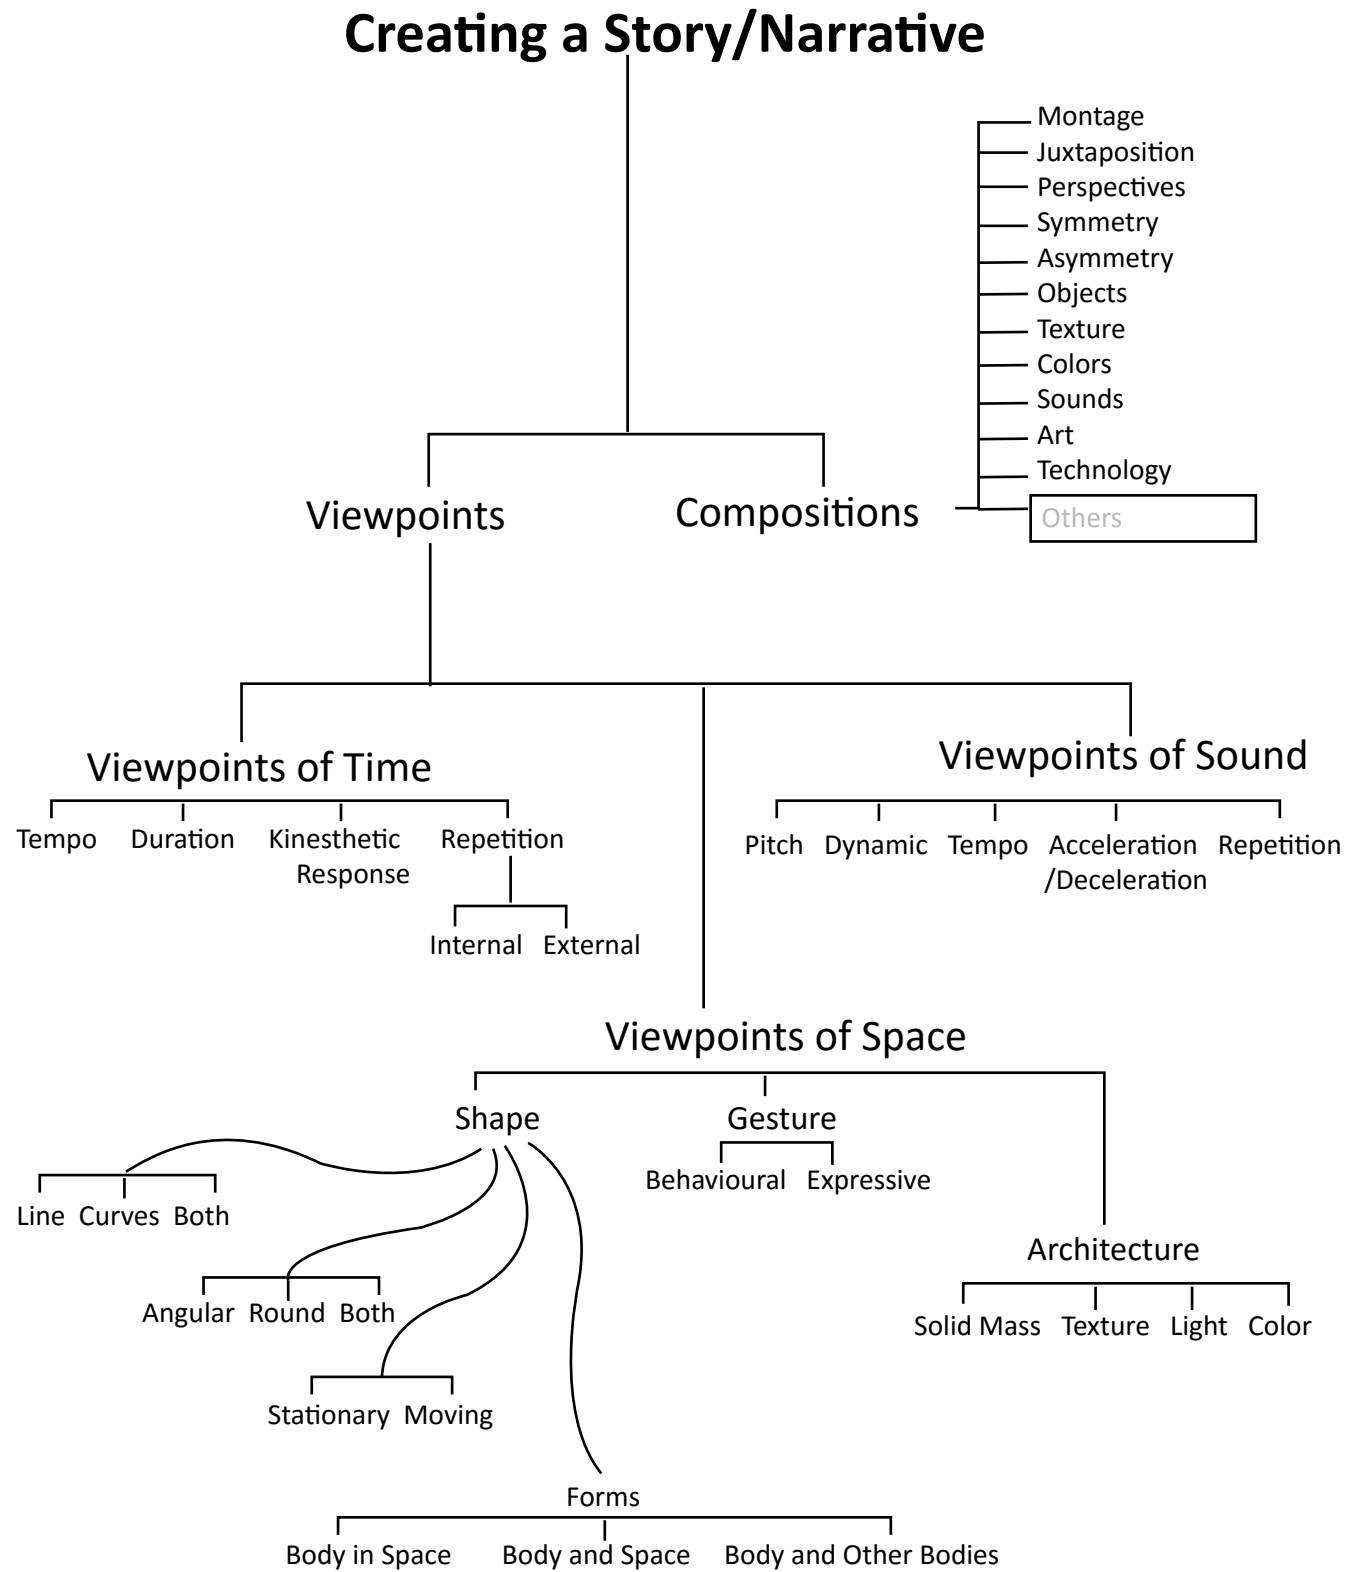 Creating a Story/Narrative
Montage
Juxtaposition
Perspectives
Symmetry
Asymmetry
Objects
Texture
Colors
Sounds
Art
Technology
Others
Viewpoints
Compositions
Viewpoints of Time
Tempo
Duration
Kinesthetic
Response
Repetition
Internal
External
Viewpoints of Sound
Pitch
Dynamic
Tempo
Acceleration
/Deceleration
Repetition
Viewpoints of Space
Shape
Line
Curves
Both
Angular
Round
Both
Stationary
Moving
Forms
Body in Space
Body and Space
Body and Other Bodies
Gesture
Behavioural
Expressive
Architecture
Solid Mass
Texture
Light
Color